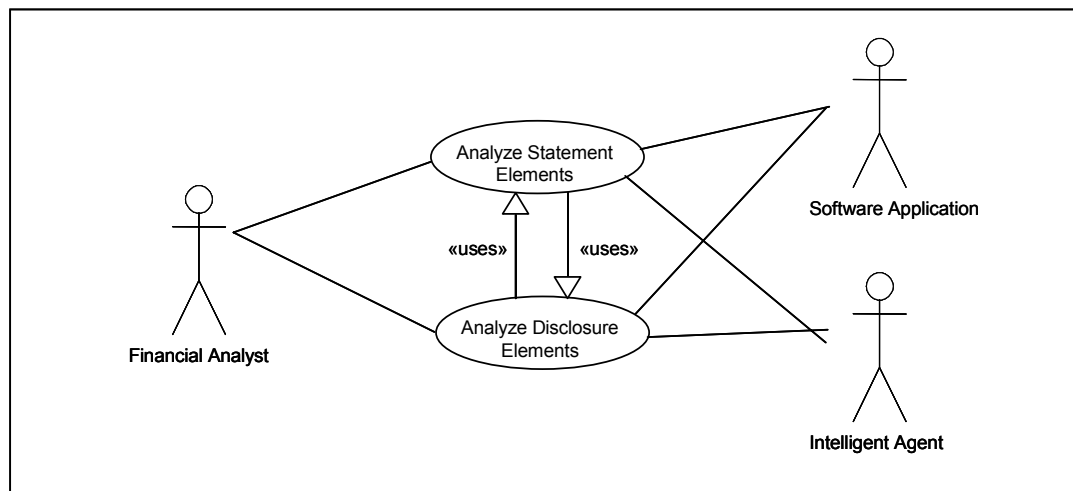 Analyze Statement
Elements
Software Application
«uses»
«uses»
Analyze Disclosure
Elements
Financial Analyst
Intelligent Agent